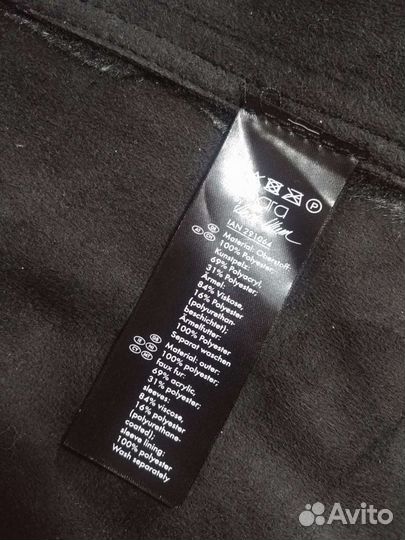 P
IAN 291064
Material: Oberstoff:
100% Polyester;
Kunstpelz:
69% Polyacryl,
31% Polyester;
Ärmel:
84% Viskose,
16% Polyester
(polyurethan-
beschichtet);
Ärmelfutter:
100% Polyester
Separat waschen
Material: outer:
100% polyester;
faux fur:
69% acrylic,
31% polyester;
sleeves:
84% viscose,
16% polyester
(polyurethane-
coated);
sleeve lining:
100% polyester
Wash separately
Avito